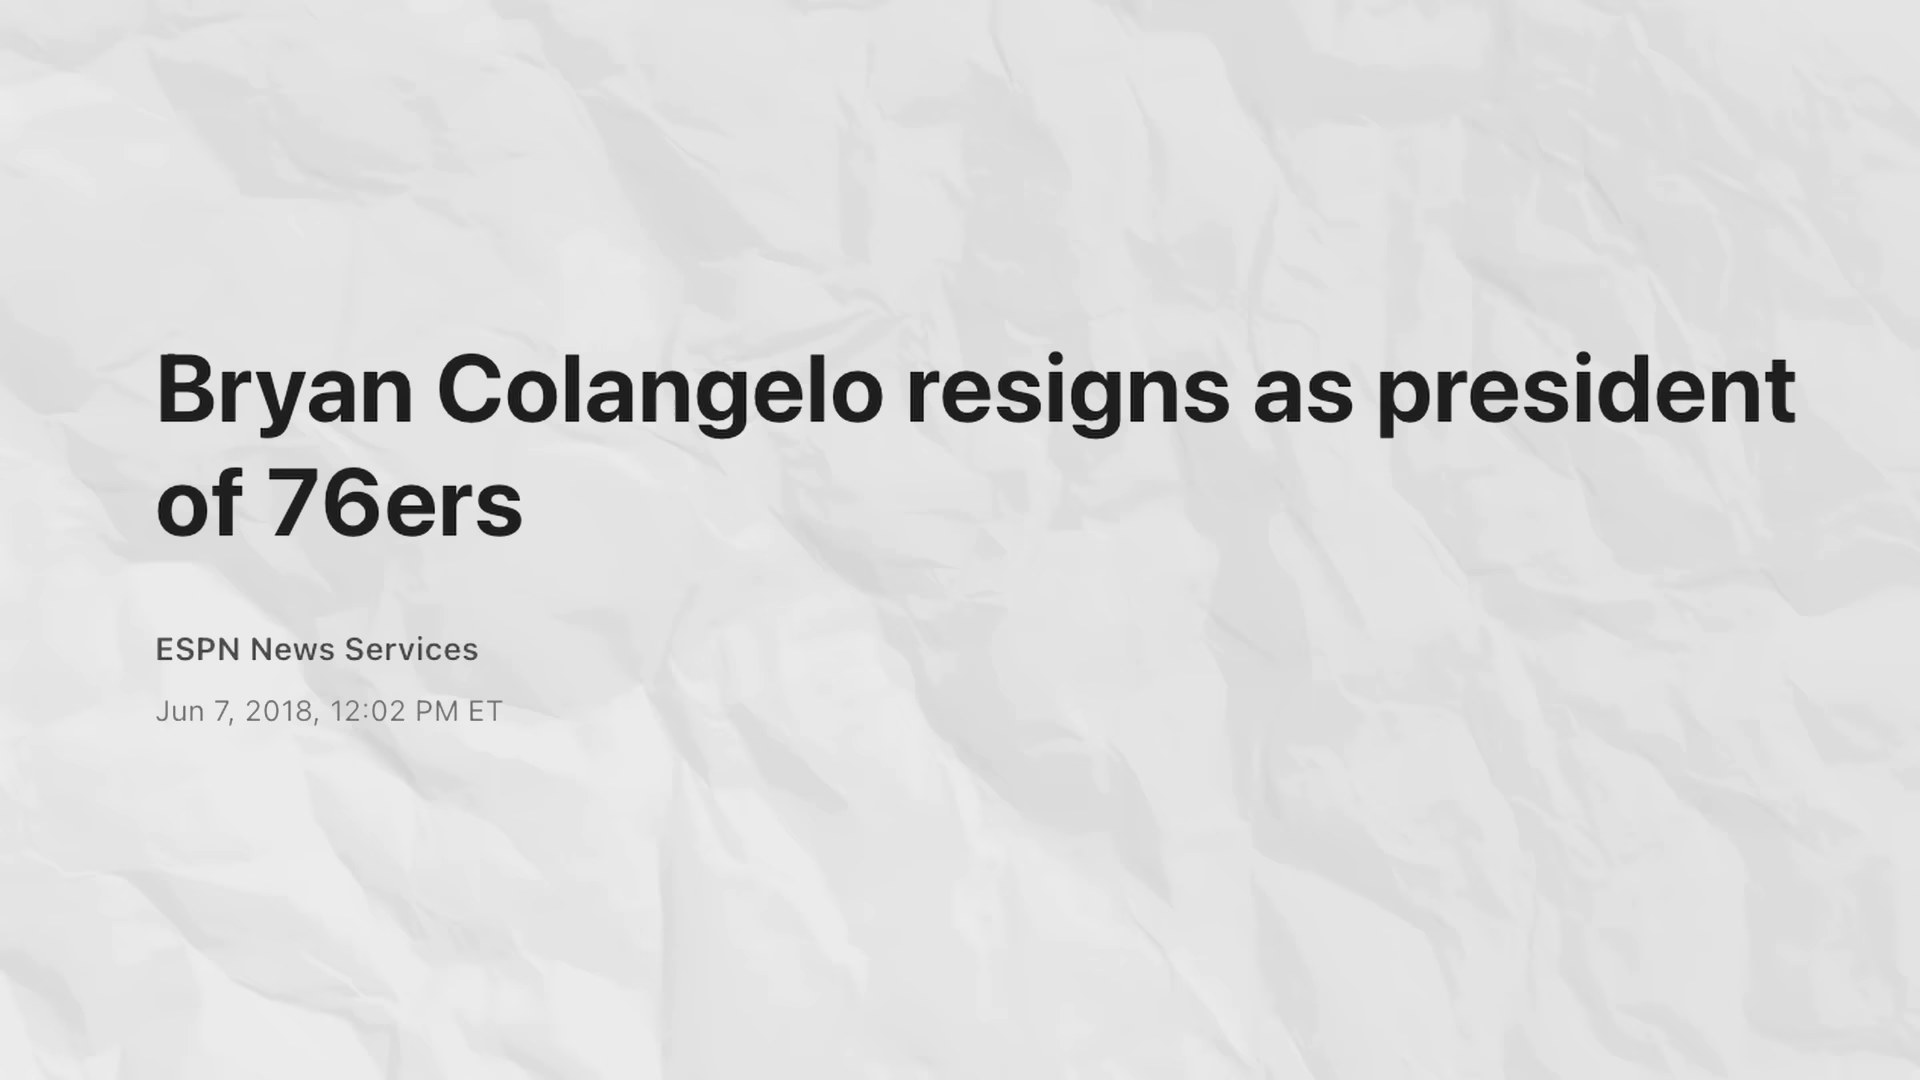 Bryan Colangelo resigns as president
of 76ers
ESPN News Services
Jun 7, 2018, 12:02 PM ET